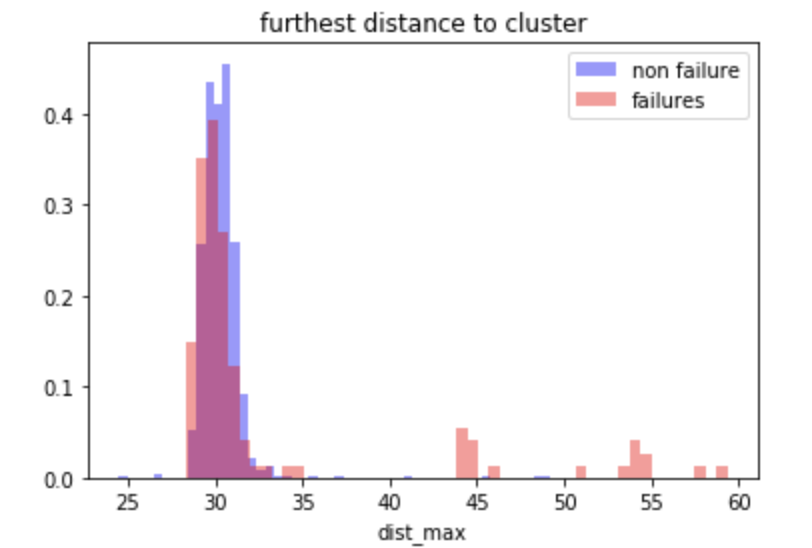 furthest distance to cluster
non failure
failures
0.4
0.3
0.2
0.1
0.0
25 30 35 40 45 50 55 60
dist_max